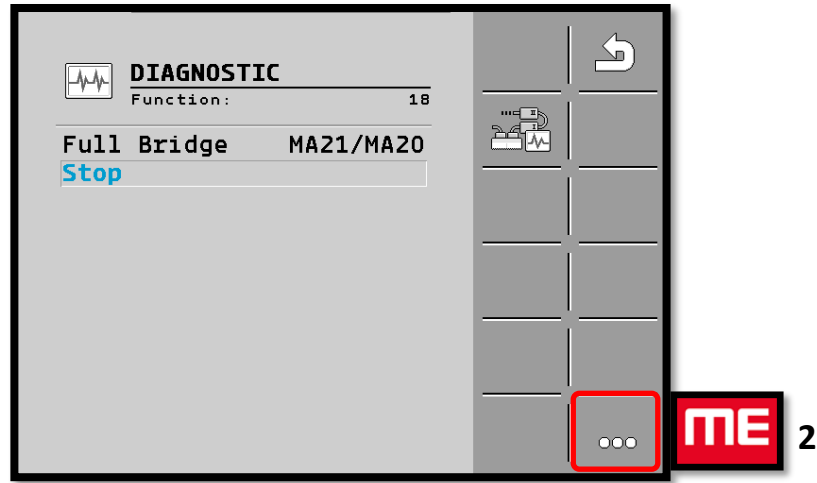 DIAGNOSTIC
Function: 18
Full Bridge MA21/MA20
Stop
ME 2